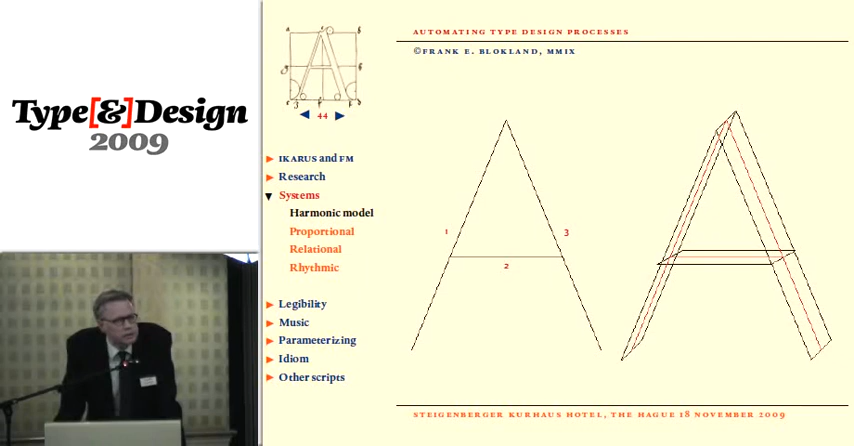 Type[&]Design
2009
44
IKARUS and FM
Research
Systems
Harmonic model
Proportional
Relational
Rhythmic
Legibility
Music
Parameterizing
Idiom
Other scripts
AUTOMATING TYPE DESIGN PROCESSES
©FRANK E. BLOKLAND, MMIX
1
2
3
STEIGENBERGER KURHAUS HOTEL, THE HAGUE 18 NOVEMBER 2009